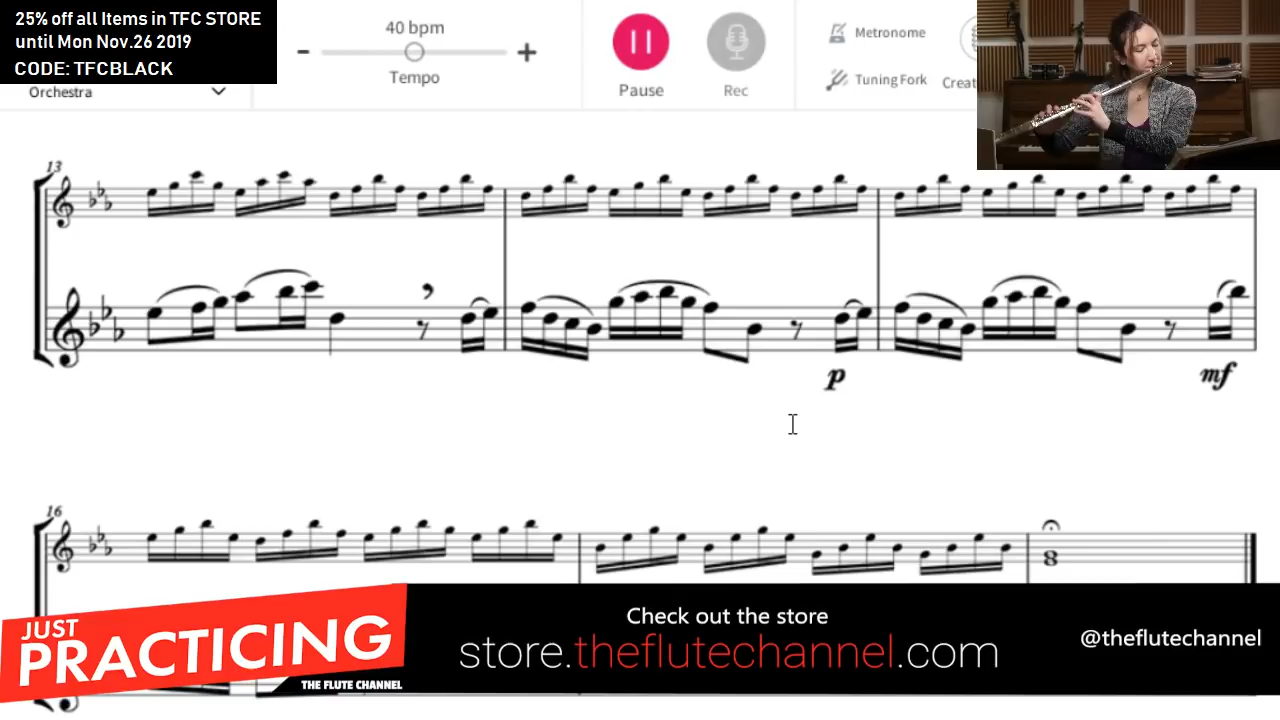 25% off all Items in TFC STORE
until Mon Nov.26 2019
CODE: TFCBLACK
Orchestra
40 bpm
Tempo
Pause
Rec
Metronome
Tuning Fork
Creat
13
p
mf
16
JUST
PRACTICING
THE FLUTE CHANNEL
Check out the store
store.theflutechannel.com
@theflutechannel